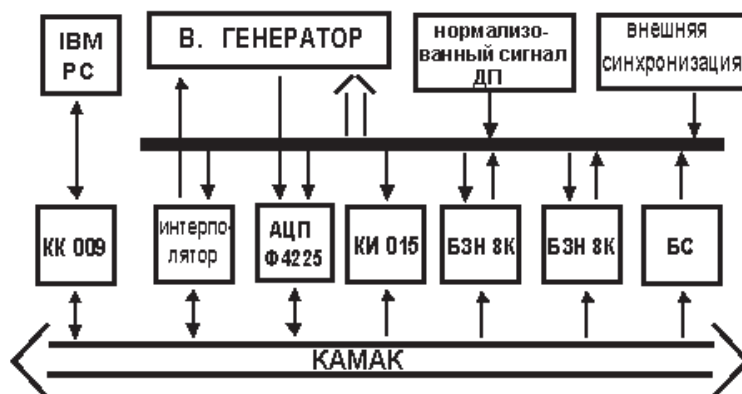 IBM
PC
В. ГЕНЕРАТОР
нормализо-
ванный сигнал
ДП
внешняя
синхронизация
КК 009
интерпо-
лятор
АЦП
Ф4225
КИ 015
БЗН 8К
БЗН 8К
БС
КАМАК